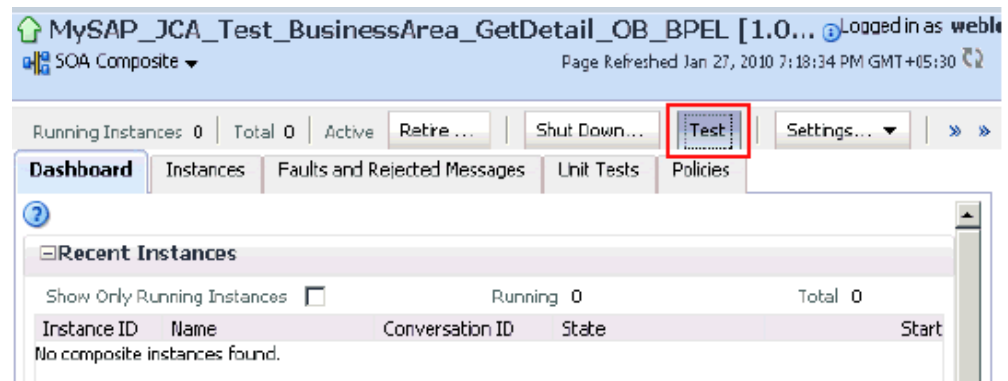 MySAP_JCA_Test_BusinessArea_GetDetail_OB_BPEL [1.0... Logged in as weblo
SOA Composite Page Refreshed Jan 27, 2010 7:18:34 PM GMT+05:30
Running Instances 0 Total 0 Active Retire ... Shut Down... Test Settings...
Dashboard Instances Faults and Rejected Messages Unit Tests Policies
Recent Instances
Show Only Running Instances Running 0 Total 0
Instance ID Name Conversation ID State Start
No composite instances found.